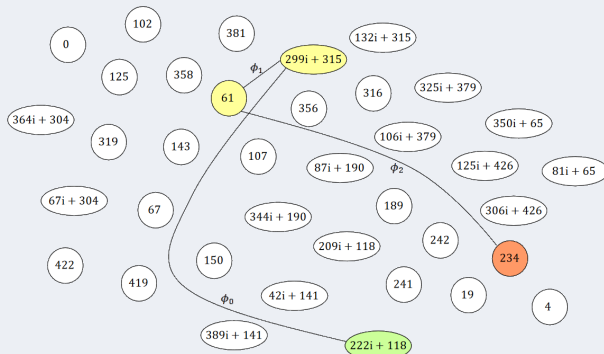 102
0
381
132i + 315
ϕ₁
299i + 315
125
358
61
356
316
325i + 379
364i + 304
350i + 65
319
143
106i + 379
107
87i + 190
ϕ₂
125i + 426
81i + 65
67i + 304
67
344i + 190
189
306i + 426
422
150
209i + 118
242
234
419
42i + 141
241
19
4
ϕ₀
389i + 141
222i + 118